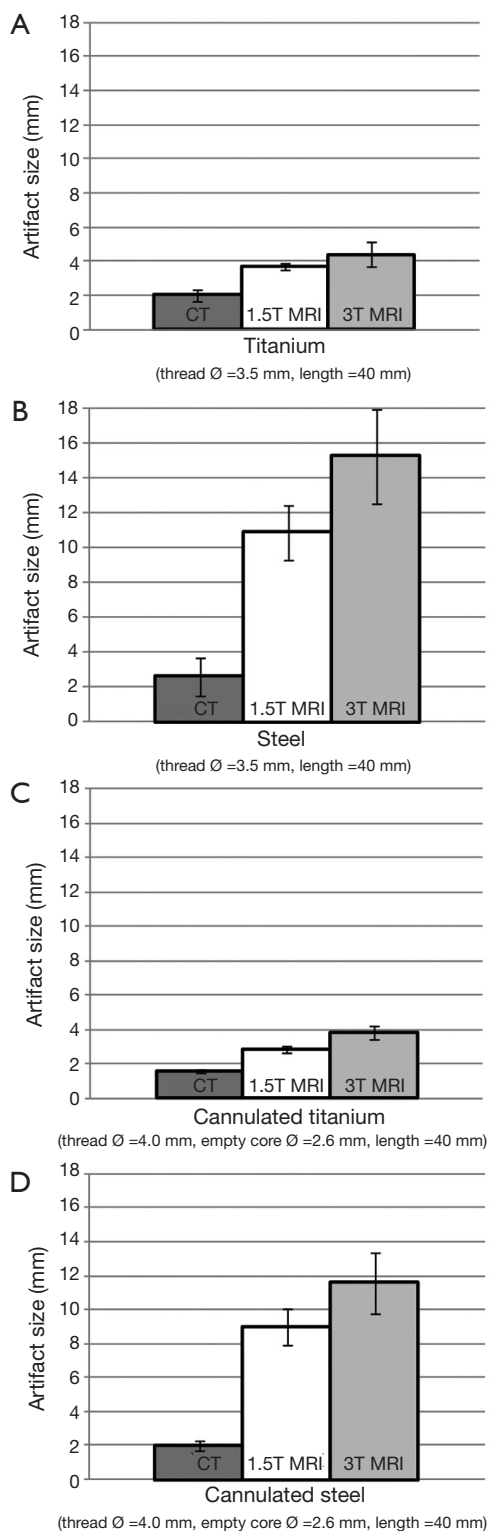 A
Artifact size (mm)
18
16
14
12
10
8
6
4
2
0
CT
1.5T MRI
3T MRI
Titanium
(thread Ø =3.5 mm, length =40 mm)
B
Artifact size (mm)
18
16
14
12
10
8
6
4
2
0
CT
1.5T MRI
3T MRI
Steel
(thread Ø =3.5 mm, length =40 mm)
C
Artifact size (mm)
18
16
14
12
10
8
6
4
2
0
CT
1.5T MRI
3T MRI
Cannulated titanium
(thread Ø =4.0 mm, empty core Ø =2.6 mm, length =40 mm)
D
Artifact size (mm)
18
16
14
12
10
8
6
4
2
0
CT
1.5T MRI
3T MRI
Cannulated steel
(thread Ø =4.0 mm, empty core Ø =2.6 mm, length =40 mm)